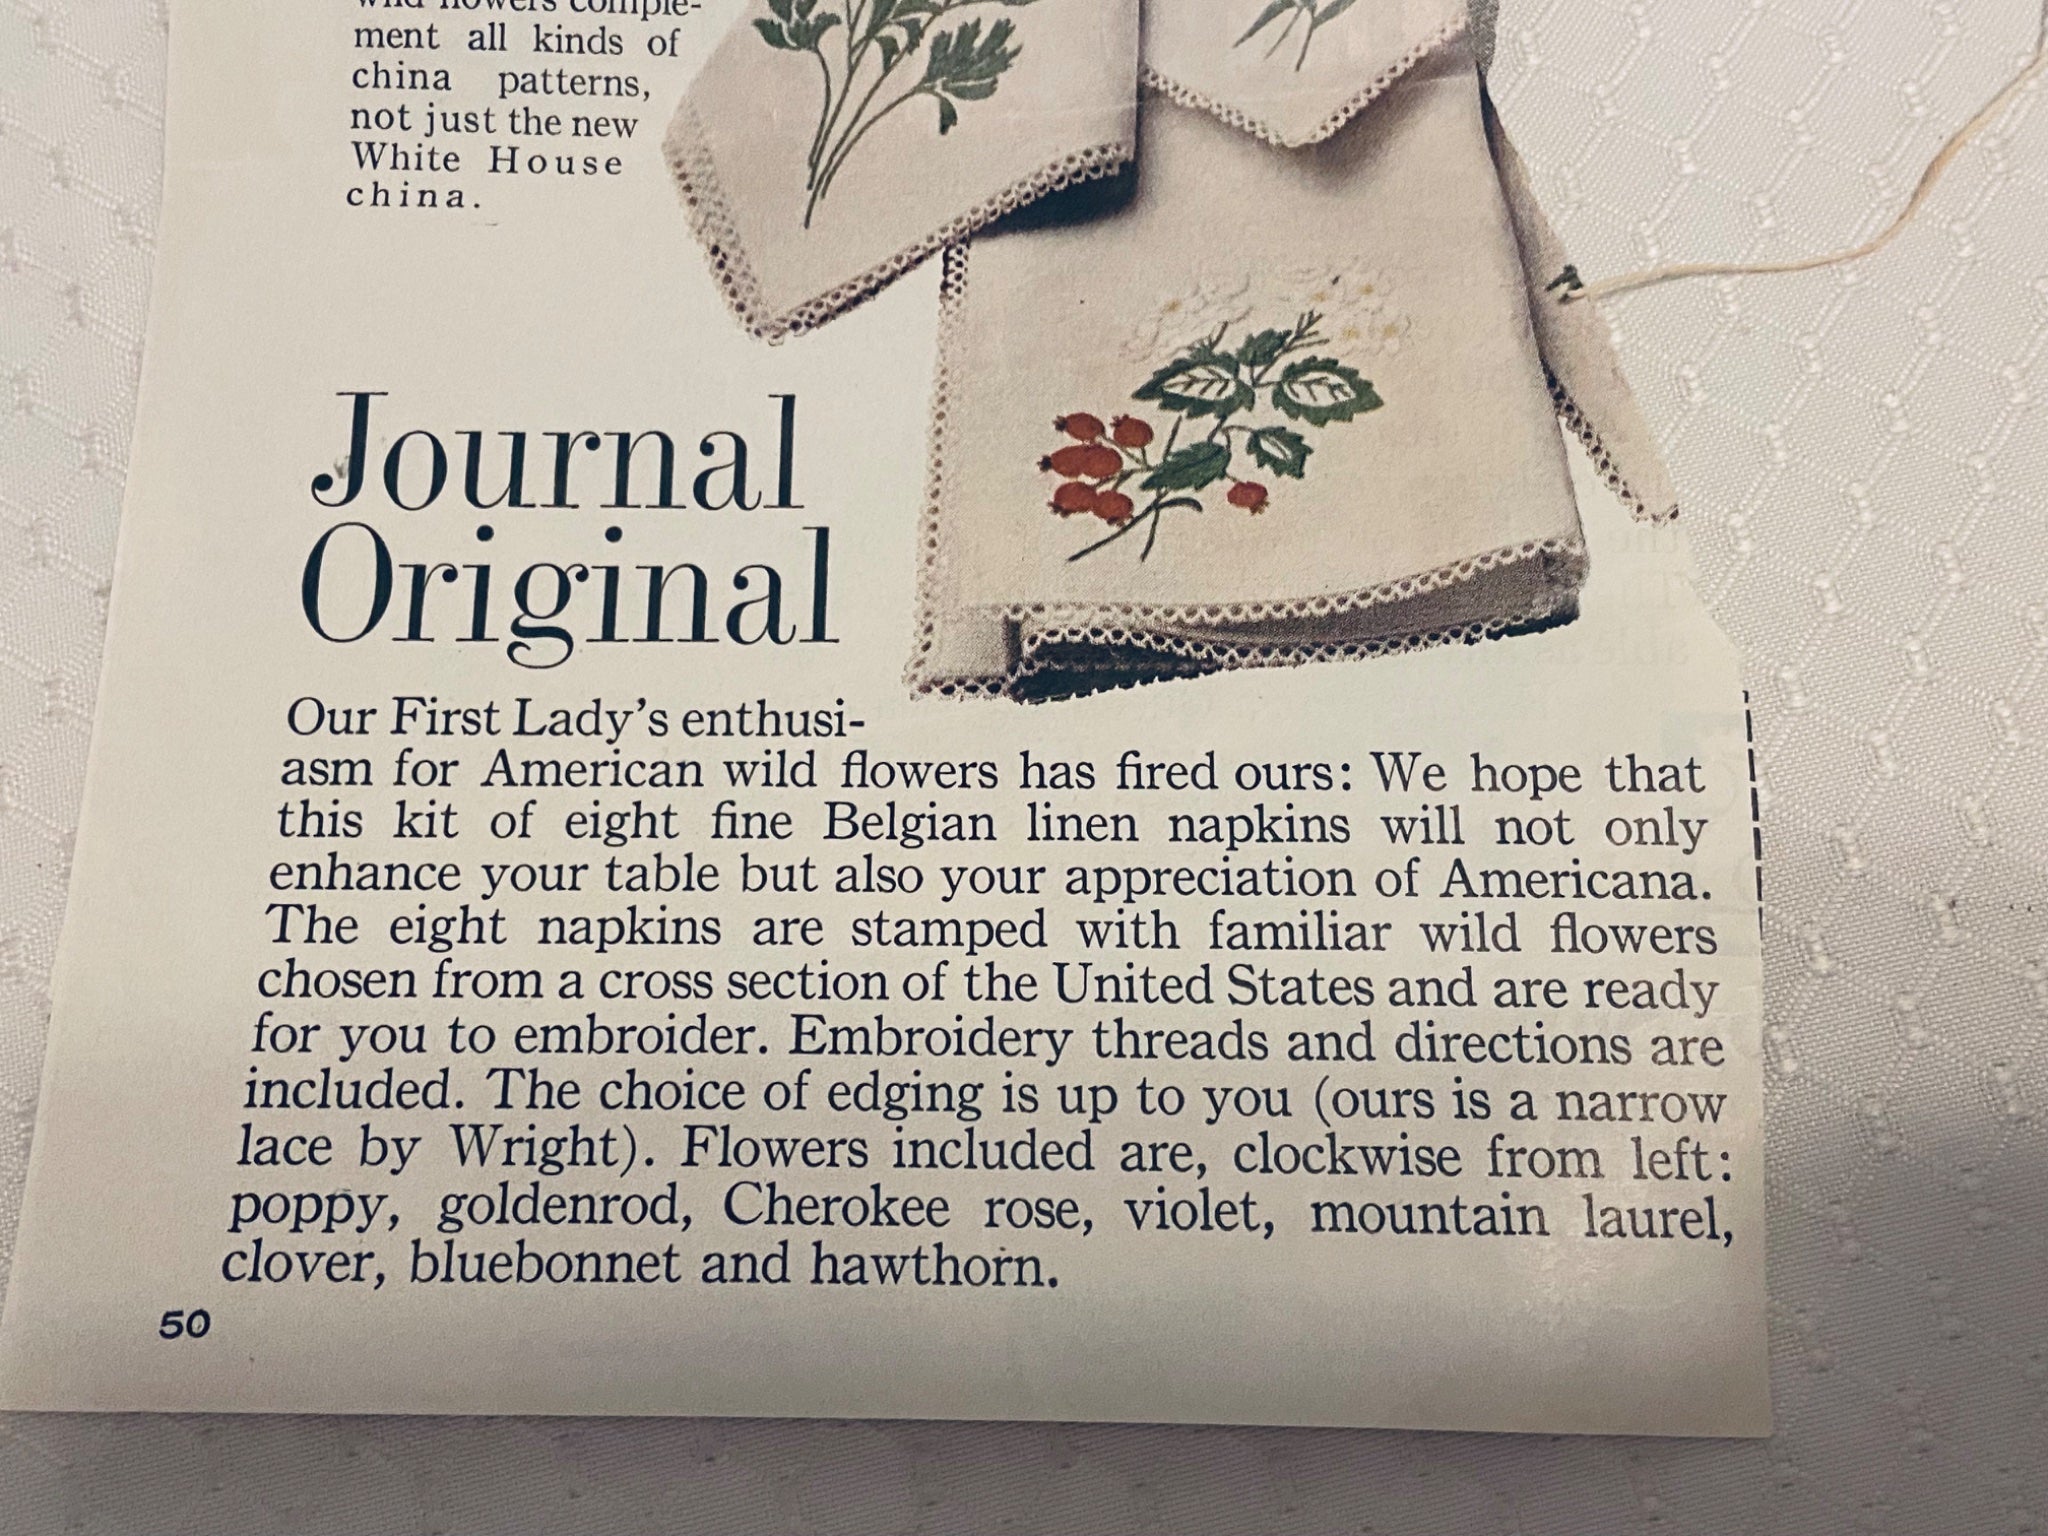 wild flowers comple-
ment all kinds of
china patterns,
not just the new
White House
china.
Journal
Original
Our First Lady's enthusi-
asm for American wild flowers has fired ours: We hope that
this kit of eight fine Belgian linen napkins will not only
enhance your table but also your appreciation of Americana.
The eight napkins are stamped with familiar wild flowers
chosen from a cross section of the United States and are ready
for you to embroider. Embroidery threads and directions are
included. The choice of edging is up to you (ours is a narrow
lace by Wright). Flowers included are, clockwise from left:
poppy, goldenrod, Cherokee rose, violet, mountain laurel,
clover, bluebonnet and hawthorn.
50